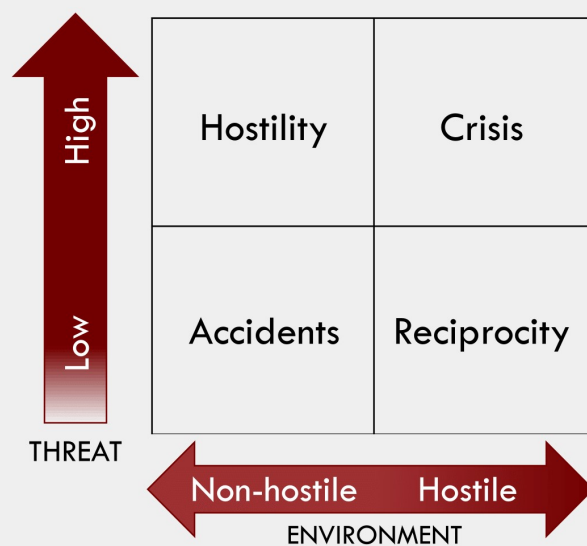 High
Low
THREAT
Hostility
Crisis
Accidents
Reciprocity
Non-hostile
Hostile
ENVIRONMENT